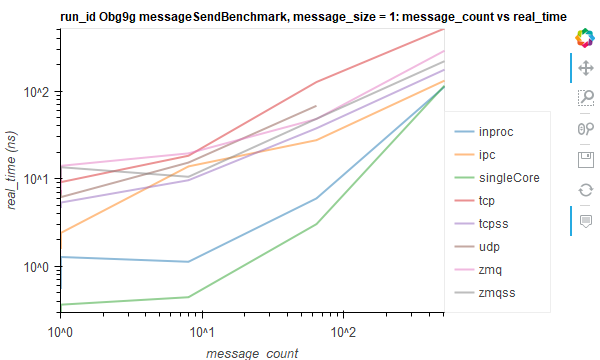 run_id Obg9g messageSendBenchmark, message_size = 1: message_count vs real_time
real_time (ns)
10^2
10^1
10^0
10^0
10^1
10^2
message_count
inproc
ipc
singleCore
tcp
tcpss
udp
zmq
zmqss